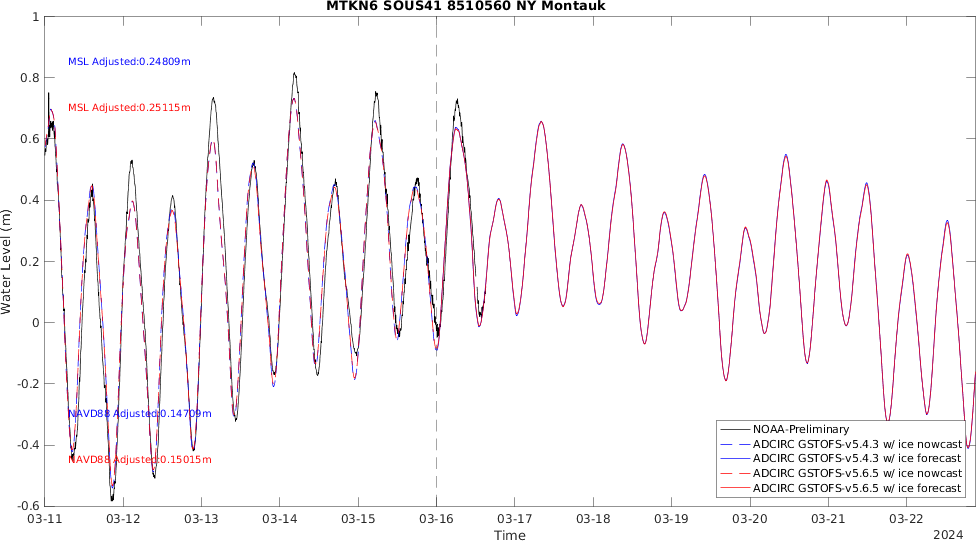 MTKN6 SOUS41 8510560 NY Montauk
1
0.8
0.6
0.4
0.2
0
-0.2
-0.4
-0.6
Water Level (m)
MSL Adjusted:0.24809m
MSL Adjusted:0.25115m
NAVD88 Adjusted:0.14709m
NAVD88 Adjusted:0.15015m
NOAA-Preliminary
ADCIRC GSTOFS-v5.4.3 w/ ice nowcast
ADCIRC GSTOFS-v5.4.3 w/ ice forecast
ADCIRC GSTOFS-v5.6.5 w/ ice nowcast
ADCIRC GSTOFS-v5.6.5 w/ ice forecast
03-11 03-12 03-13 03-14 03-15 03-16 03-17 03-18 03-19 03-20 03-21 03-22
Time
2024